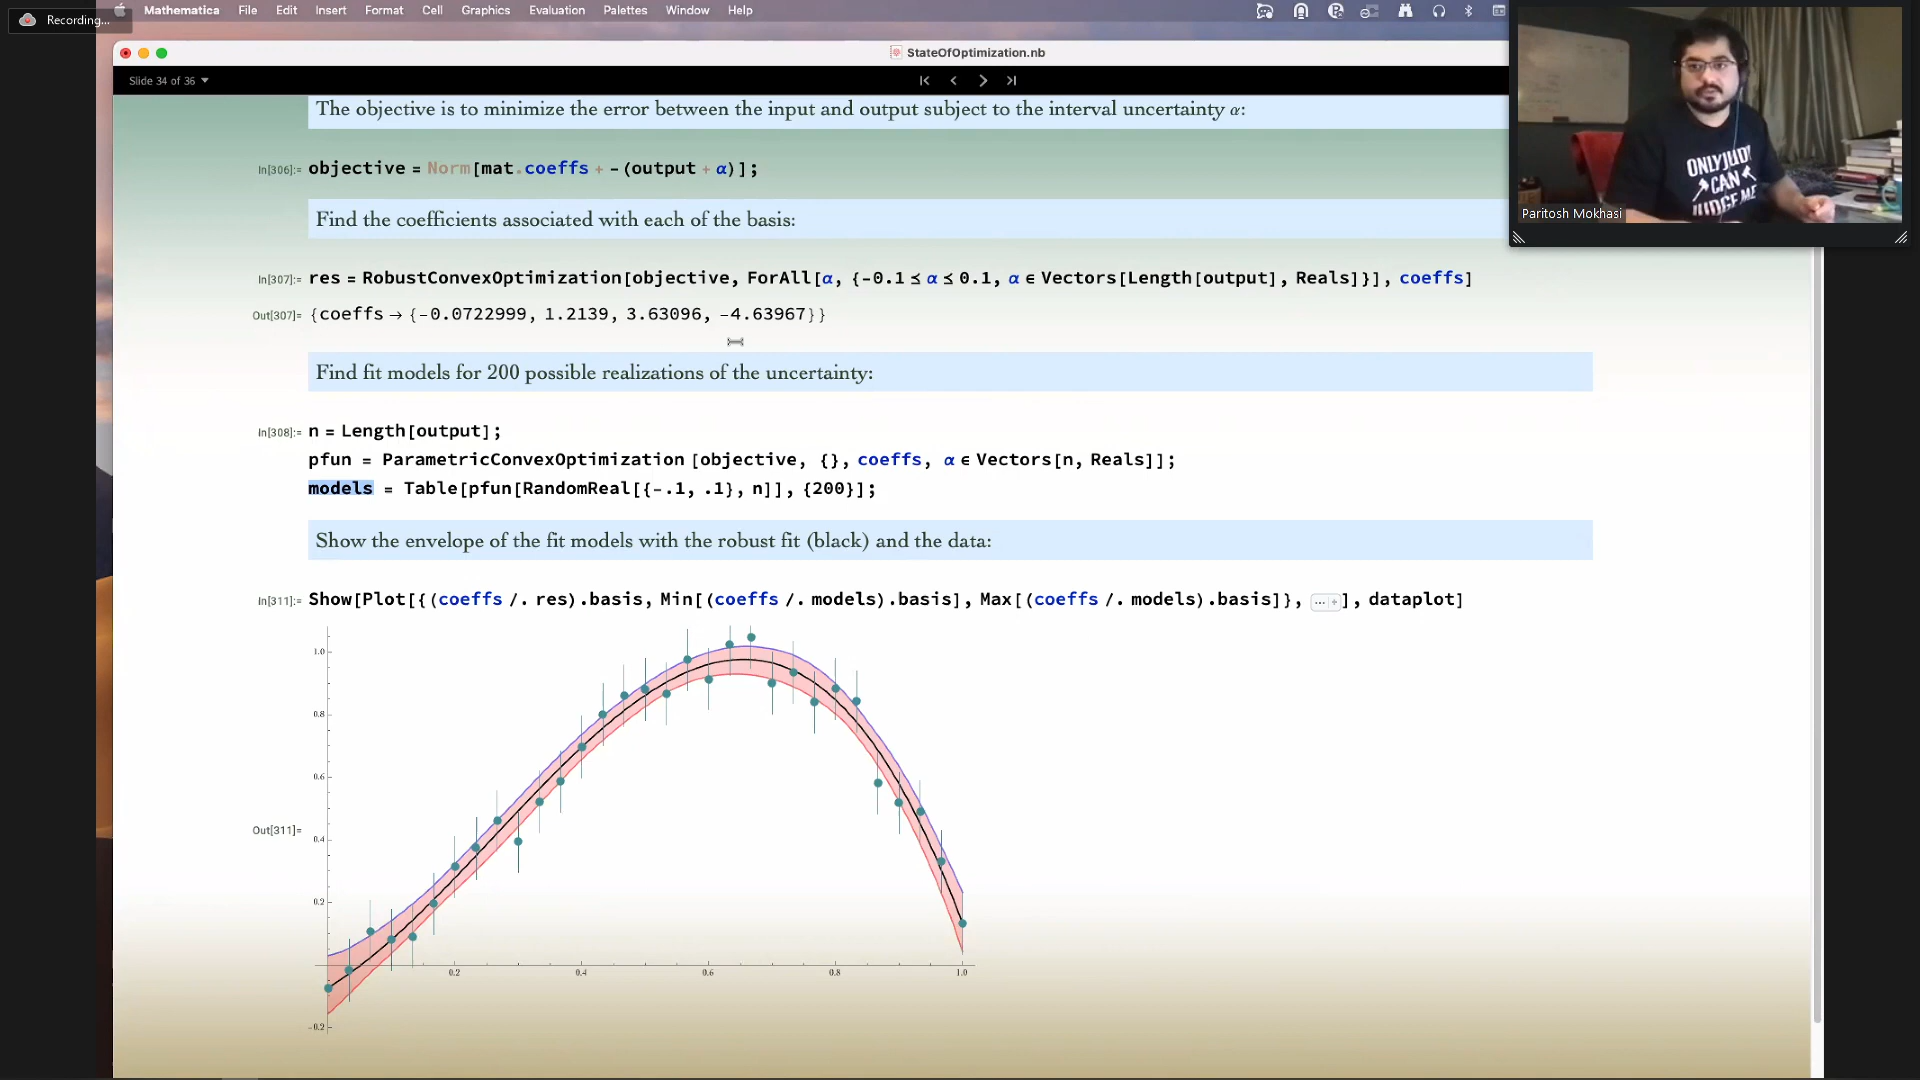 Recording...
Mathematica File Edit Insert Format Cell Graphics Evaluation Palettes Window Help
StateOfOptimization.nb
Slide 34 of 36
The objective is to minimize the error between the input and output subject to the interval uncertainty α:
In[306]:= objective = Norm[mat.coeffs + - (output + α)];
Find the coefficients associated with each of the basis:
In[307]:= res = RobustConvexOptimization[objective, ForAll[α, {-0.1 ≤ α ≤ 0.1, α ∈ Vectors[Length[output], Reals]}], coeffs]
Out[307]= {coeffs → {-0.0722999, 1.2139, 3.63096, -4.63967}}
Find fit models for 200 possible realizations of the uncertainty:
In[308]:= n = Length[output];
pfun = ParametricConvexOptimization[objective, {}, coeffs, α ∈ Vectors[n, Reals]];
models = Table[pfun[RandomReal[{-.1, .1}, n]], {200}];
Show the envelope of the fit models with the robust fit (black) and the data:
In[311]:= Show[Plot[{(coeffs /. res).basis, Min[(coeffs /. models).basis], Max[(coeffs /. models).basis]}, ... +], dataplot]
Out[311]=
1.0
0.8
0.6
0.4
0.2
-0.2
0.2 0.4 0.6 0.8 1.0
ONLY JUDY
CAN
JUDGE ME
Paritosh Mokhasi